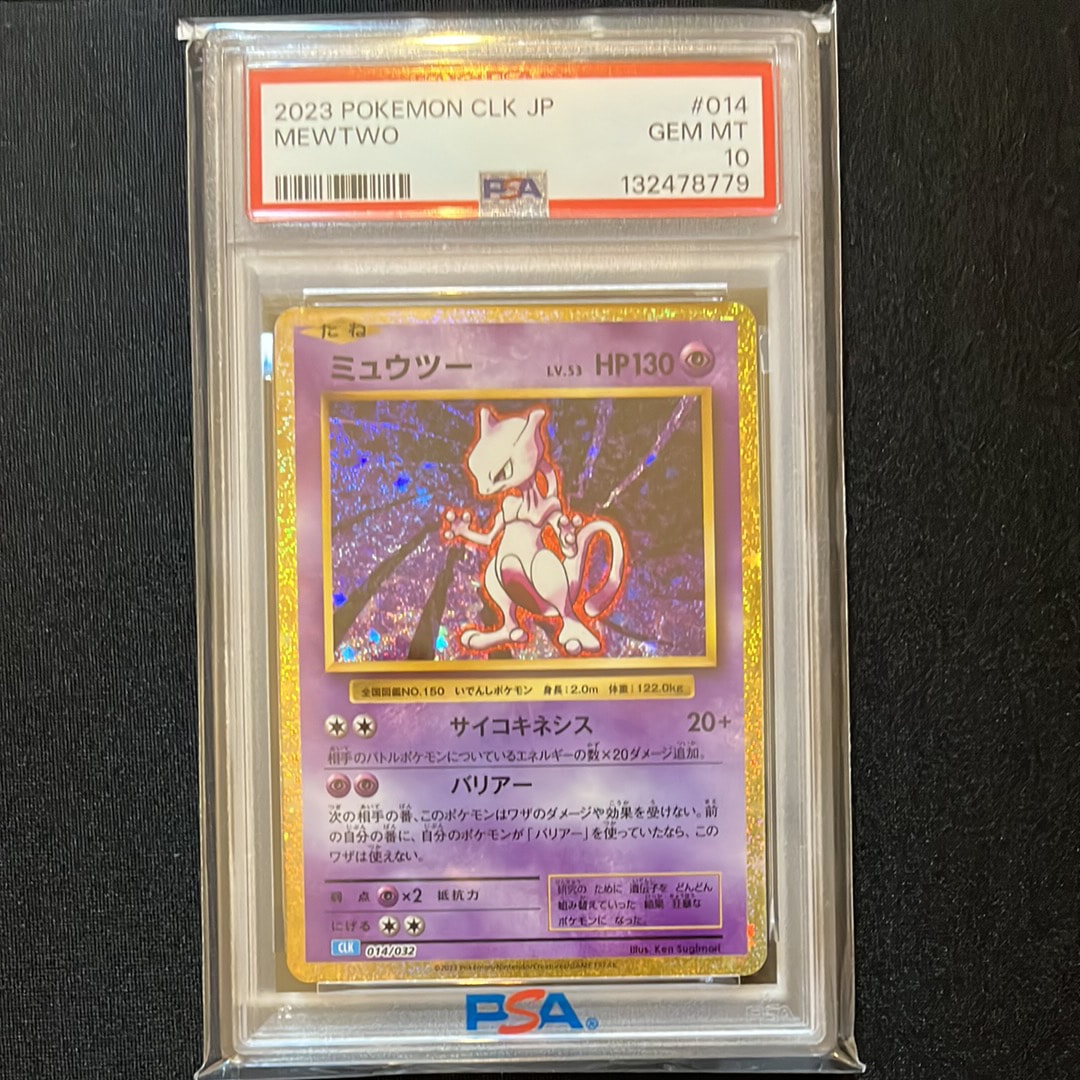 2023 POKEMON CLK JP #014
MEWTWO GEM MT
10
PSA 132478779
たね
ミュウツー LV.53 HP130
全国図鑑NO.150 いでんしポケモン 身長:2.0m 体重:122.0kg
サイコキネシス 20+
相手のバトルポケモンについているエネルギーの数×20ダメージ追加。
バリアー
次の相手の番、このポケモンはワザのダメージや効果を受けない。前
の自分の番に、自分のポケモンが「バリアー」を使っていたなら、この
ワザは使えない。
弱点 ×2 抵抗力
にげる
研究の ために 遺伝子を どんどん
組み替えていった 結果 狂暴な
ポケモンに なった。
Illus. Ken Sugimori
CLK 014/032
©2023 Pokémon/Nintendo/Creatures/GAME FREAK.
PSA®